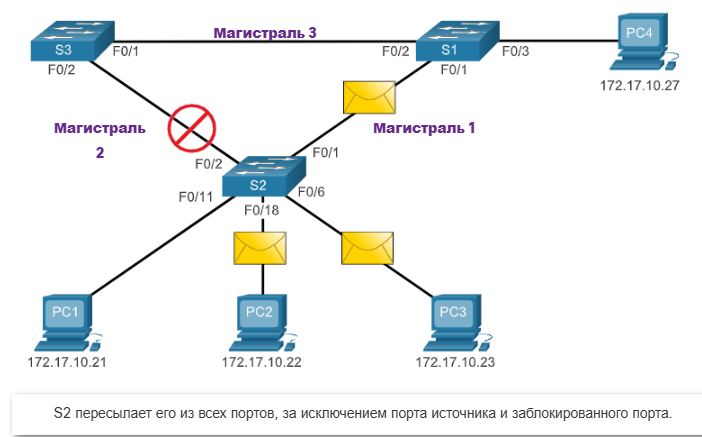 Магистраль 3
S3
F0/1
F0/2
S1
F0/3
PC4
F0/2
F0/1
172.17.10.27
Магистраль
2
Магистраль 1
F0/2
F0/1
S2
F0/11
F0/6
F0/18
PC1
PC2
PC3
172.17.10.21
172.17.10.22
172.17.10.23
S2 пересылает его из всех портов, за исключением порта источника и заблокированного порта.